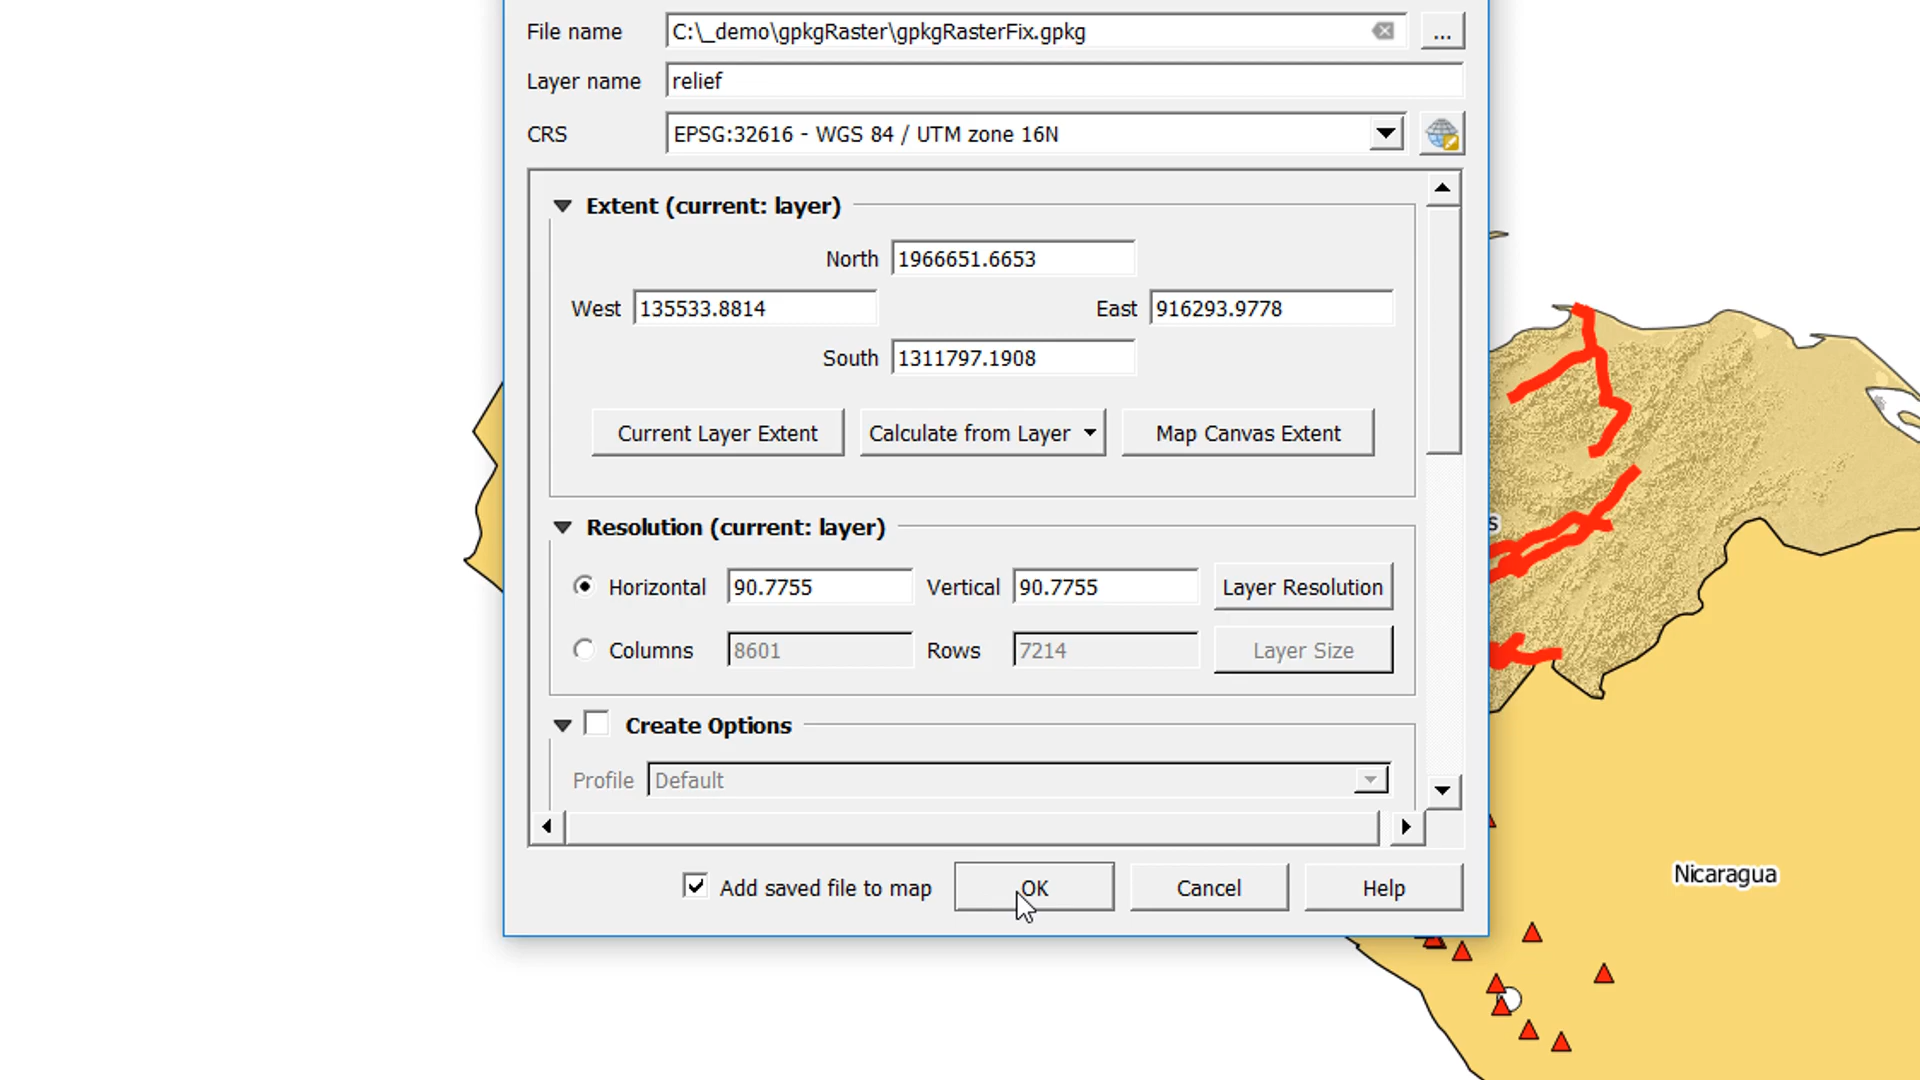 File name C:\_demo\gpkgRaster\gpkgRasterFix.gpkg ...
Layer name relief
CRS EPSG:32616 - WGS 84 / UTM zone 16N
Extent (current: layer)
North 1966651.6653
West 135533.8814 East 916293.9778
South 1311797.1908
Current Layer Extent Calculate from Layer Map Canvas Extent
Resolution (current: layer)
s
Horizontal 90.7755 Vertical 90.7755 Layer Resolution
Columns 8601 Rows 7214 Layer Size
Create Options
Profile Default
Add saved file to map OK Cancel Help
Nicaragua